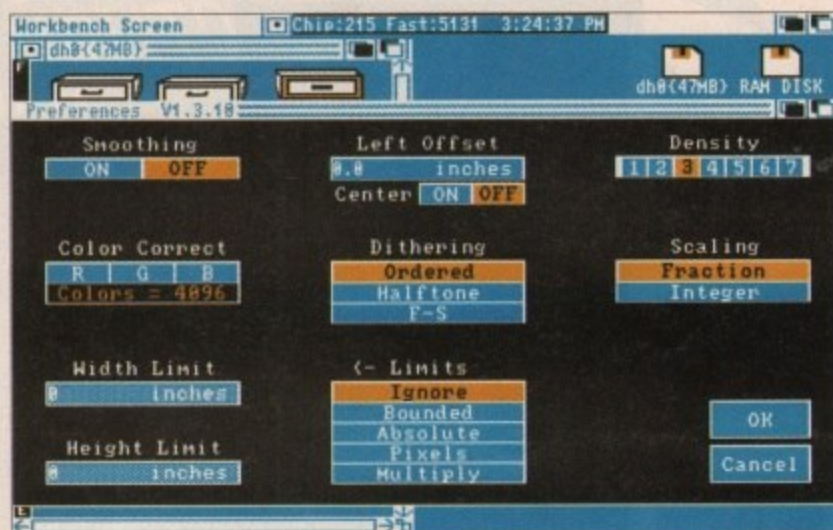 Workbench Screen
Chip:215 Fast:5131 3:24:37 PM
dh0(47MB)
dh0(47MB) RAM DISK
Preferences V1.3.10
Smoothing
ON OFF
Left Offset
0.0 inches
Center ON OFF
Density
1 2 3 4 5 6 7
Color Correct
R G B
Colors = 4096
Dithering
Ordered
Halftone
F-S
Scaling
Fraction
Integer
Width Limit
0 inches
Height Limit
0 inches
<- Limits
Ignore
Bounded
Absolute
Pixels
Multiply
OK
Cancel